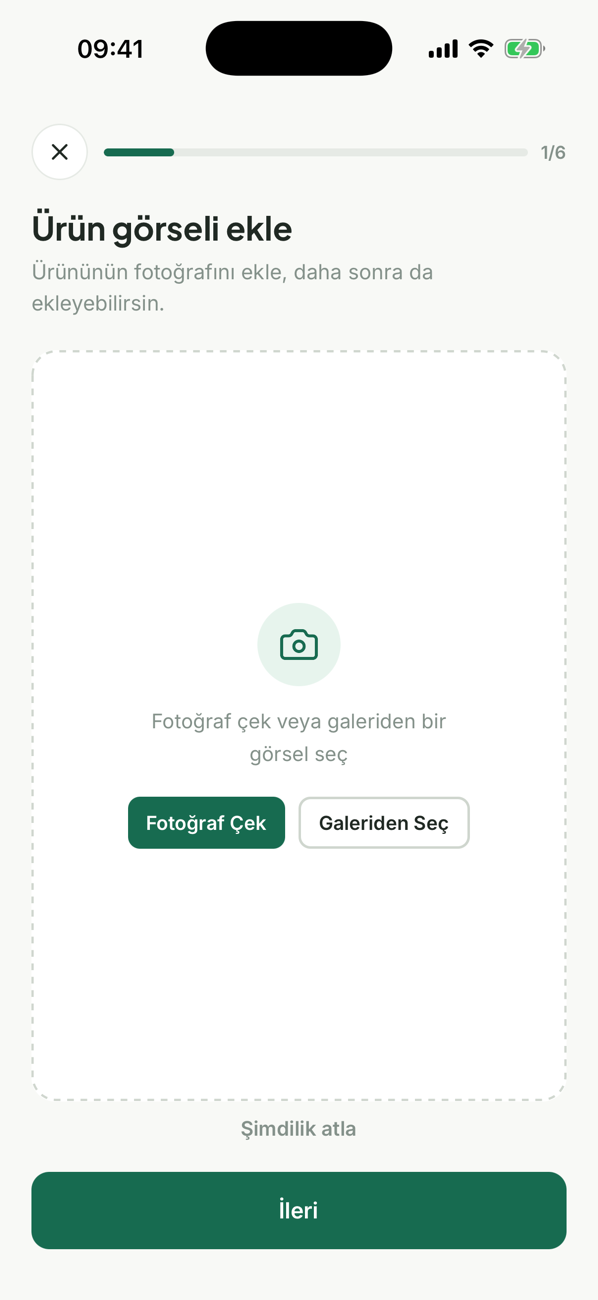 09:41
1/6
Ürün görseli ekle
Ürününün fotoğrafını ekle, daha sonra da
ekleyebilirsin.
Fotoğraf çek veya galeriden bir
görsel seç
Fotoğraf Çek
Galeriden Seç
Şimdilik atla
İleri